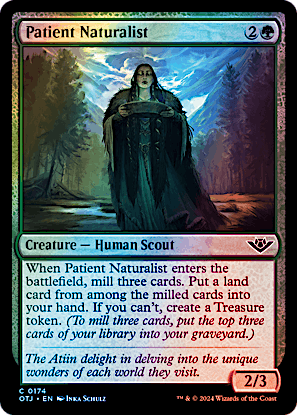 Patient Naturalist 2
Creature — Human Scout
When Patient Naturalist enters the
battlefield, mill three cards. Put a land
card from among the milled cards into
your hand. If you can't, create a Treasure
token. (To mill three cards, put the top three
cards of your library into your graveyard.)
The Atiin delight in delving into the unique
wonders of each world they visit.
2/3
C 0174
OTJ • EN Inka Schulz
™ & © 2024 Wizards of the Coast